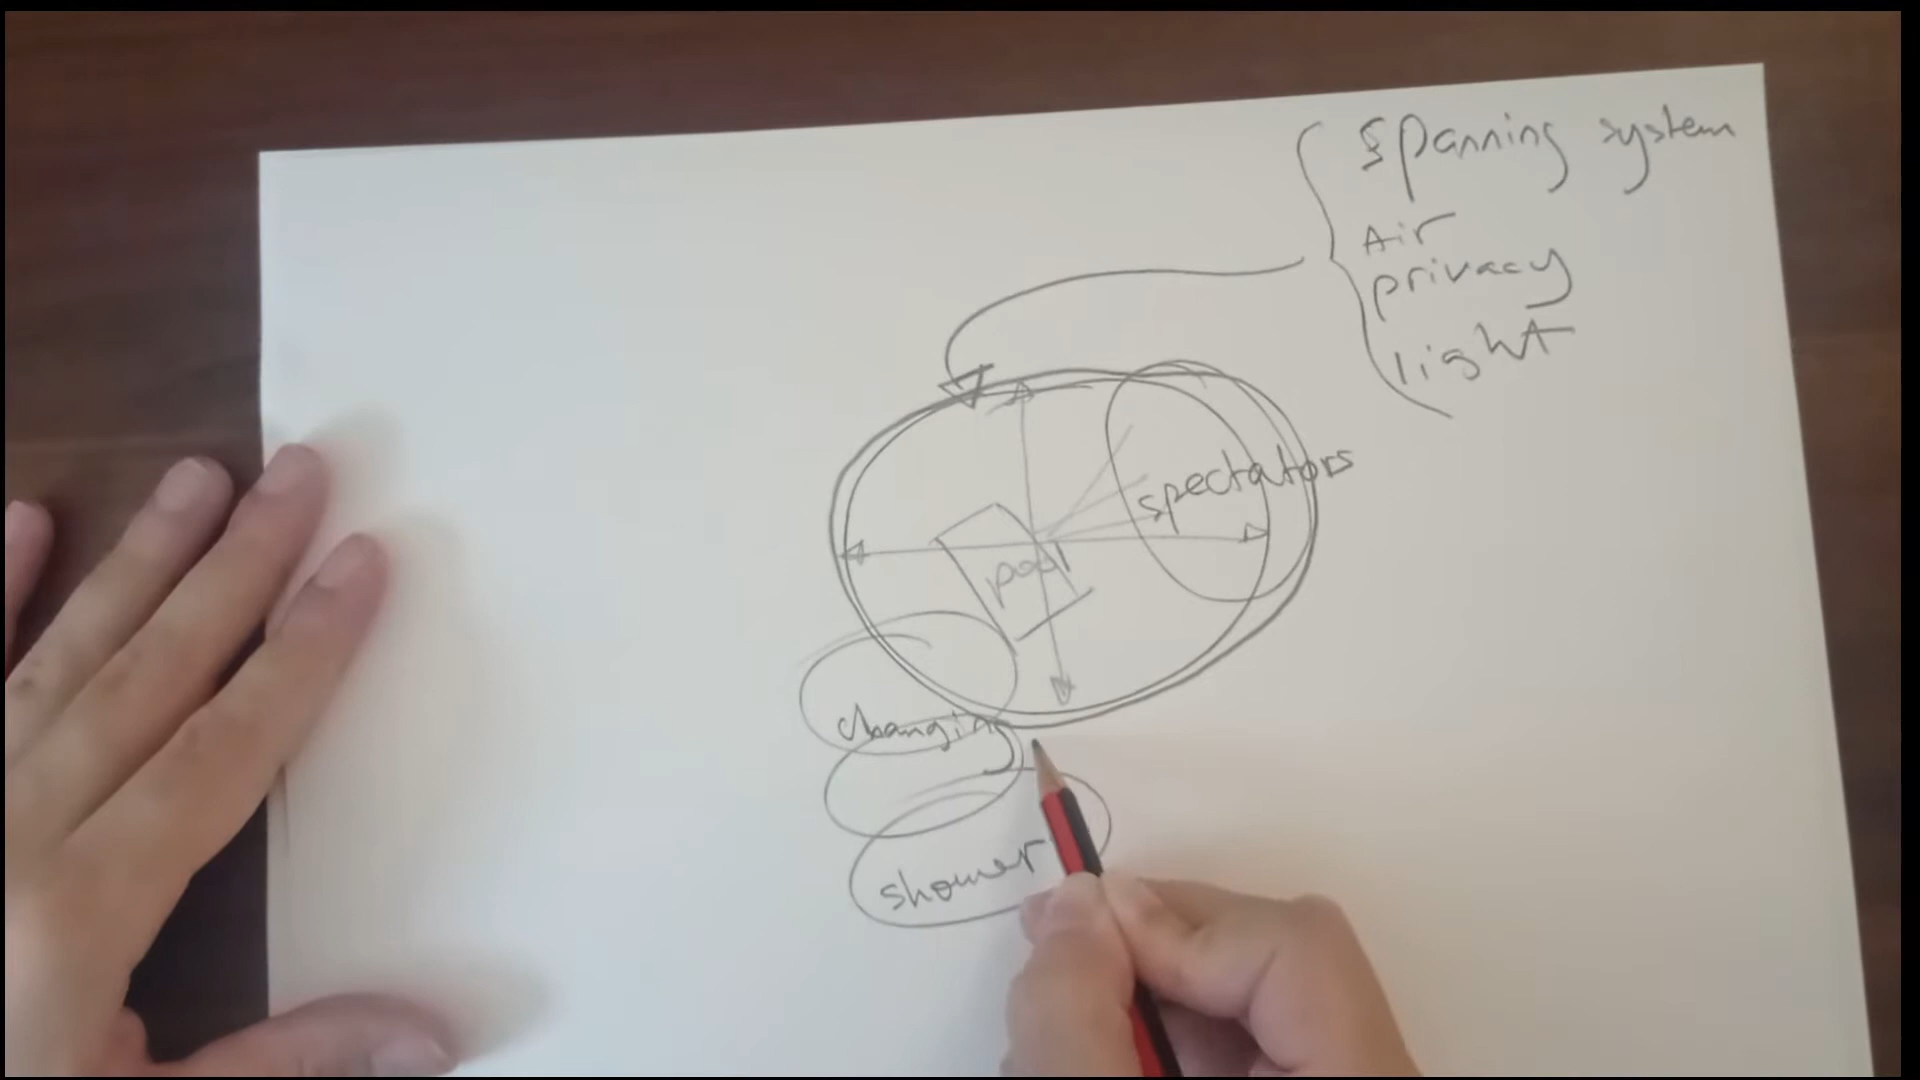 spanning system
Air
privacy
light
spectators
pool
changing
shower